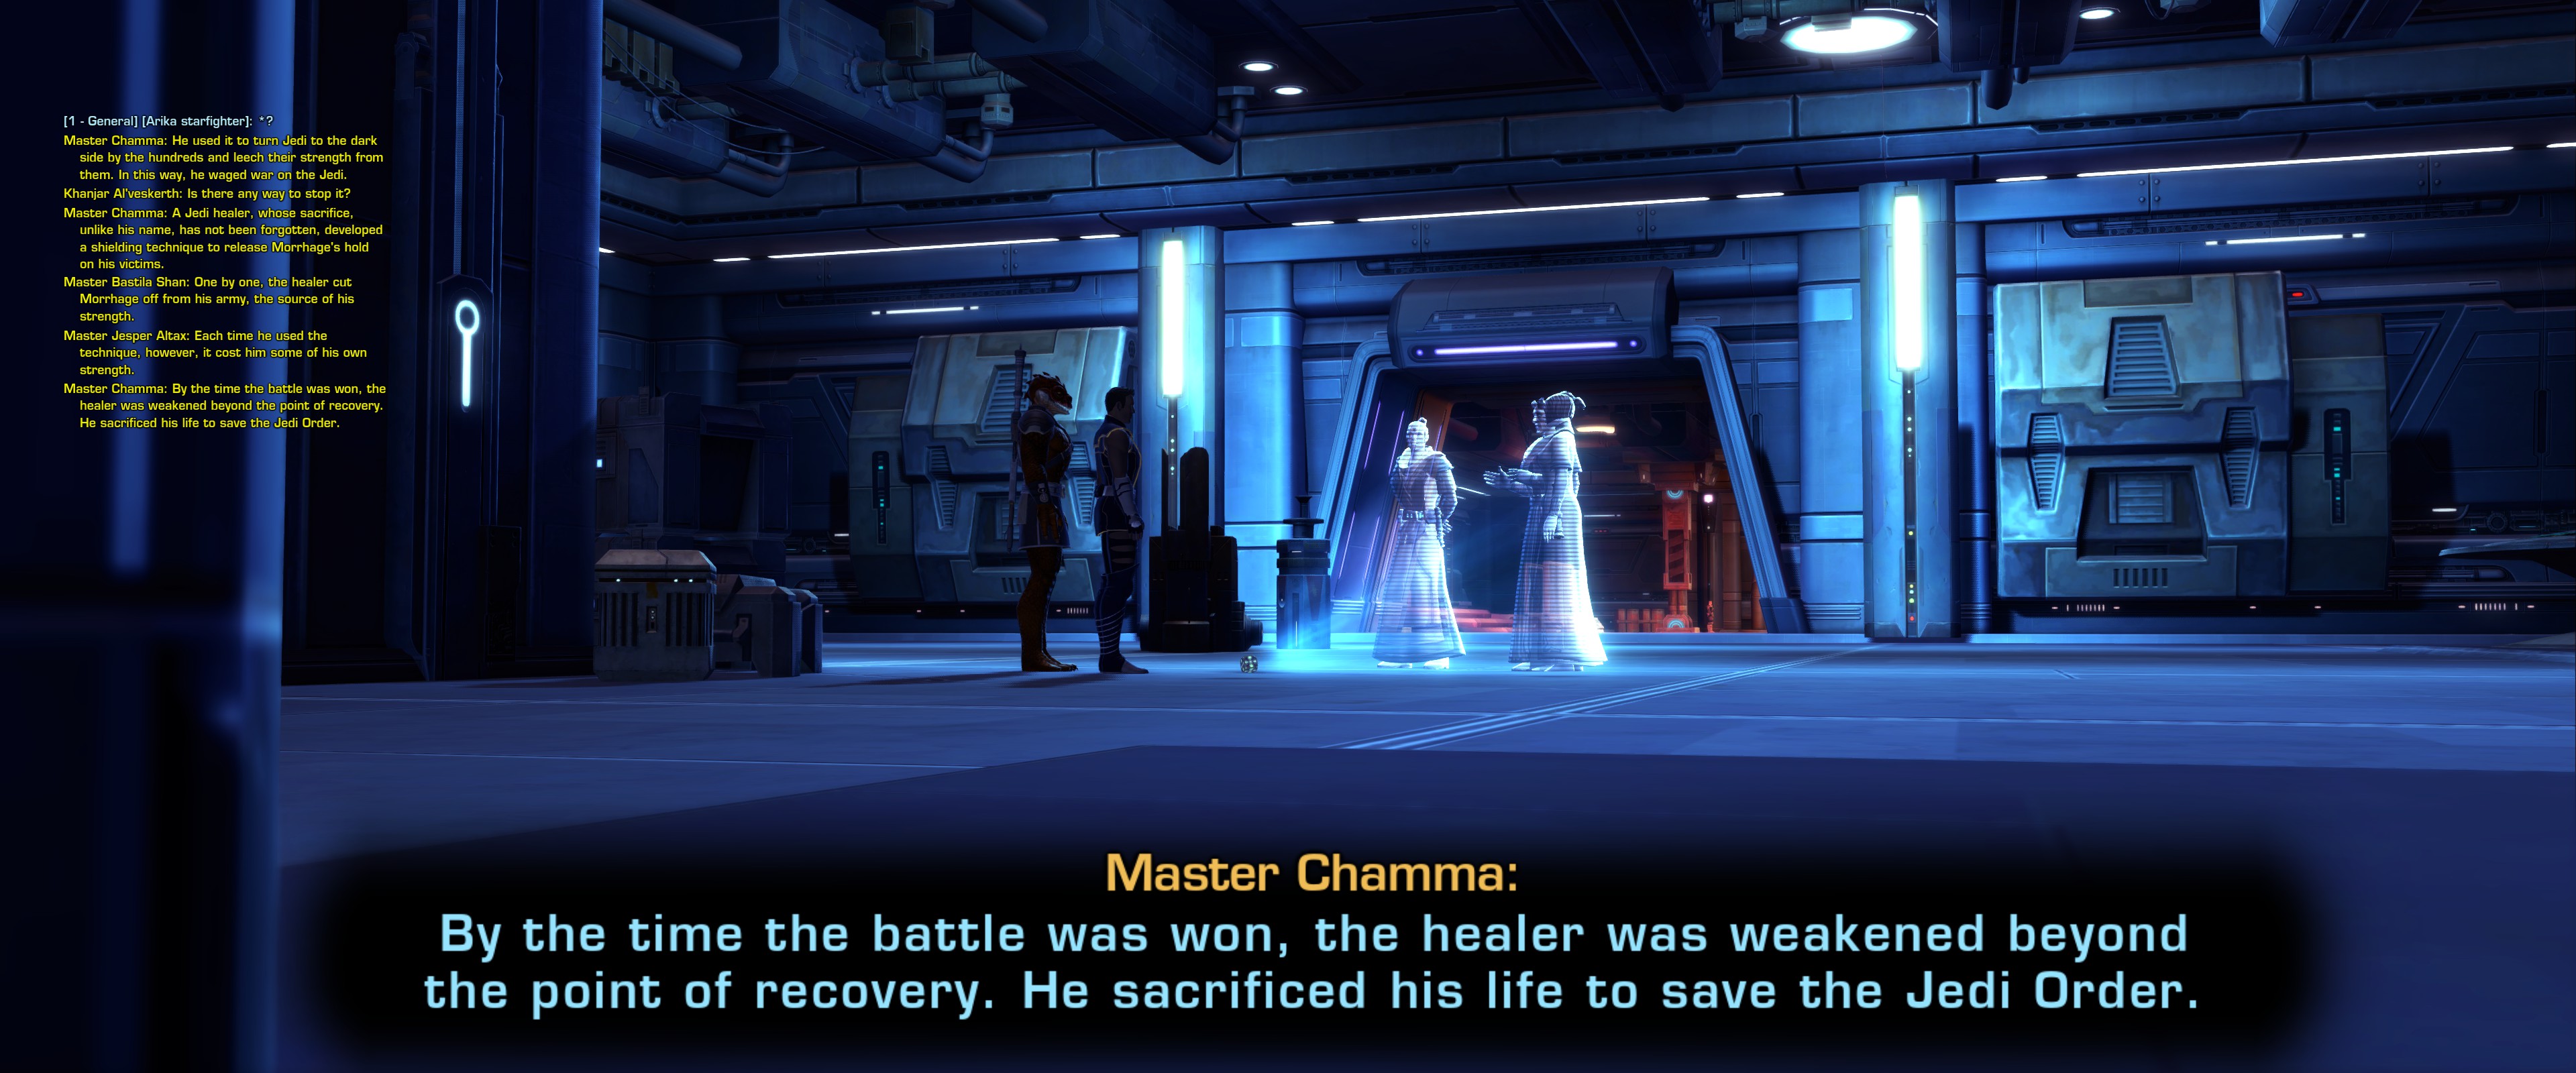 [1 - General] [Arika starfighter]: *?
Master Chamma: He used it to turn Jedi to the dark
side by the hundreds and leech their strength from
them. In this way, he waged war on the Jedi.
Khanjar Al'veskerth: Is there any way to stop it?
Master Chamma: A Jedi healer, whose sacrifice,
unlike his name, has not been forgotten, developed
a shielding technique to release Morrhage's hold
on his victims.
Master Bastila Shan: One by one, the healer cut
Morrhage off from his army, the source of his
strength.
Master Jesper Altax: Each time he used the
technique, however, it cost him some of his own
strength.
Master Chamma: By the time the battle was won, the
healer was weakened beyond the point of recovery.
He sacrificed his life to save the Jedi Order.
Master Chamma:
By the time the battle was won, the healer was weakened beyond
the point of recovery. He sacrificed his life to save the Jedi Order.